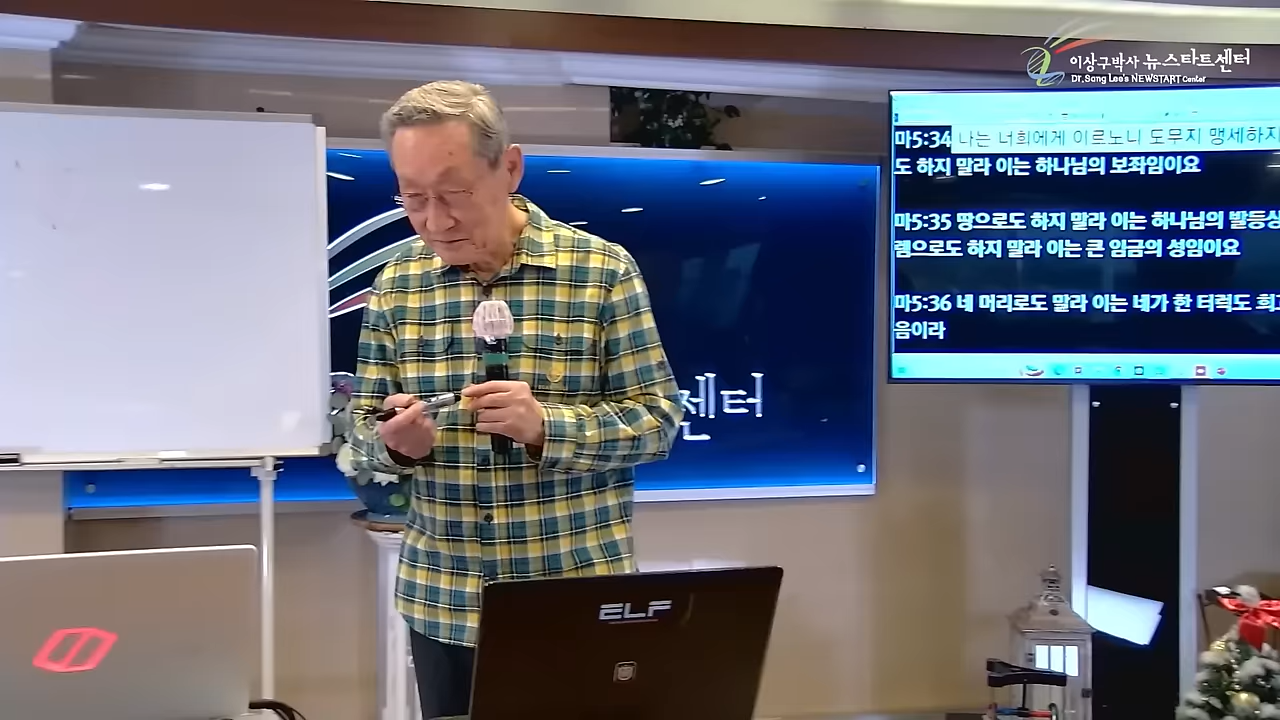 이상구박사 뉴스타트센터
Dr. Sang Lee's NEWSTART Center
마5:34 나는 너희에게 이르노니 도무지 맹세하지
도 하지 말라 이는 하나님의 보좌임이요
마5:35 땅으로도 하지 말라 이는 하나님의 발등상
렘으로도 하지 말라 이는 큰 임금의 성임이요
마5:36 네 머리로도 말라 이는 네가 한 터럭도 희고
음이라
센터
ELF